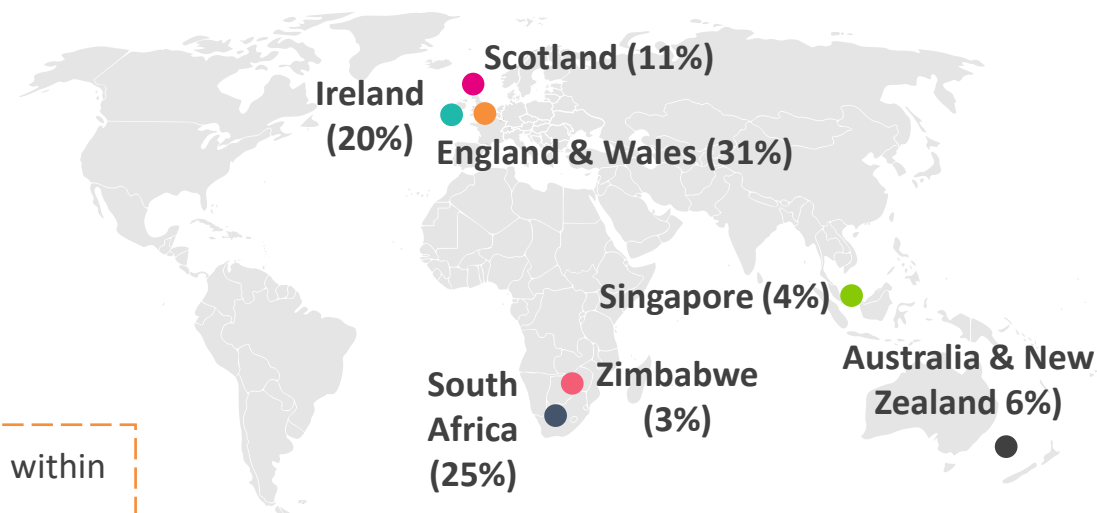 Scotland (11%)
Ireland
(20%)
England & Wales (31%)
Singapore (4%)
Australia & New
Zealand 6%)
Zimbabwe
(3%)
South
Africa
(25%)
within